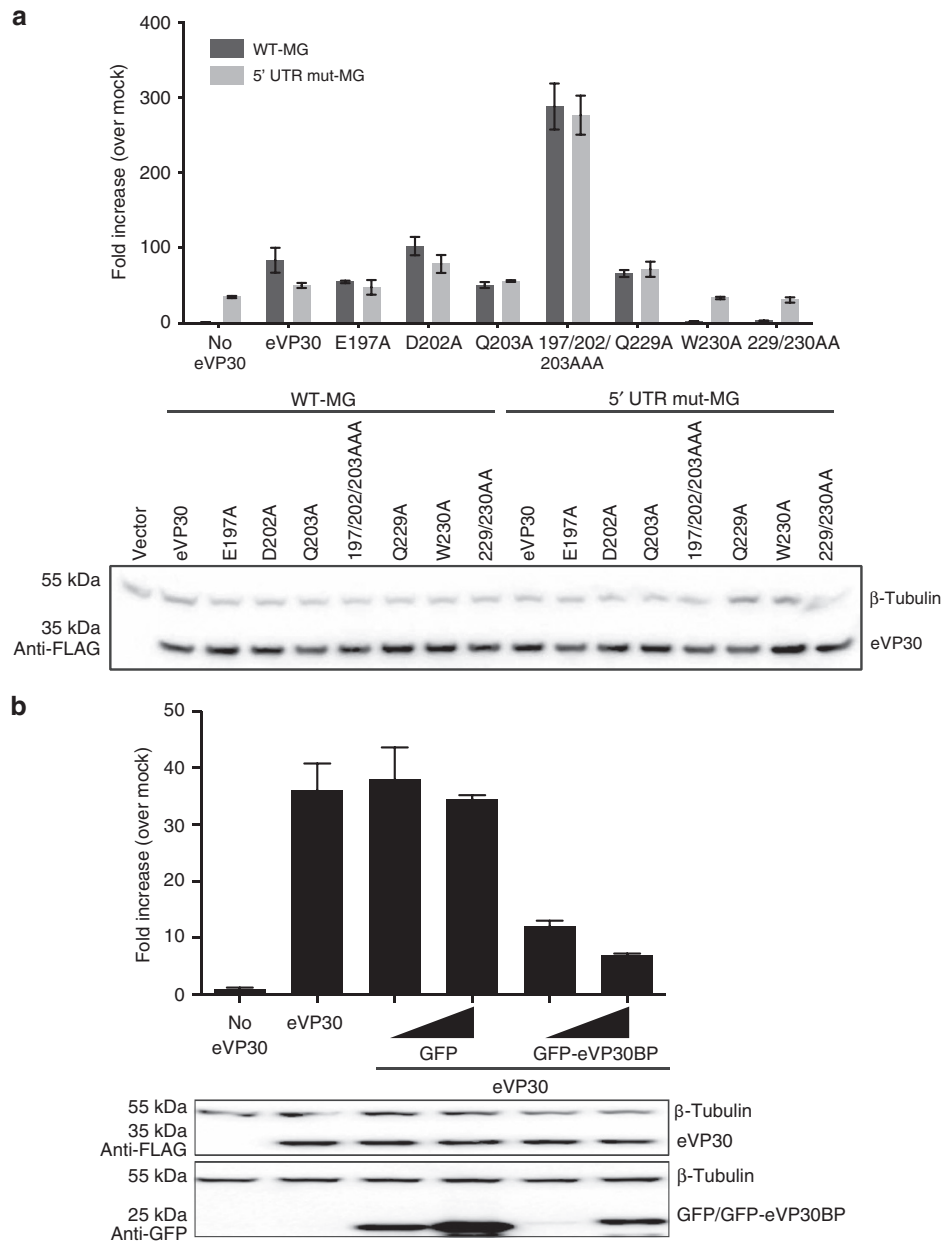 a
400
300
200
100
0
Fold increase (over mock)
WT-MG
5′ UTR mut-MG
No eVP30
eVP30
E197A
D202A
Q203A
197/202/203AAA
Q229A
W230A
229/230AA
WT-MG
5′ UTR mut-MG
Vector
eVP30
E197A
D202A
Q203A
197/202/203AAA
Q229A
W230A
229/230AA
eVP30
E197A
D202A
Q203A
197/202/203AAA
Q229A
W230A
229/230AA
55 kDa
β-Tubulin
35 kDa
Anti-FLAG
eVP30
b
50
40
30
20
10
0
Fold increase (over mock)
No eVP30
eVP30
GFP
GFP-eVP30BP
eVP30
55 kDa
β-Tubulin
35 kDa
Anti-FLAG
eVP30
55 kDa
β-Tubulin
25 kDa
Anti-GFP
GFP/GFP-eVP30BP